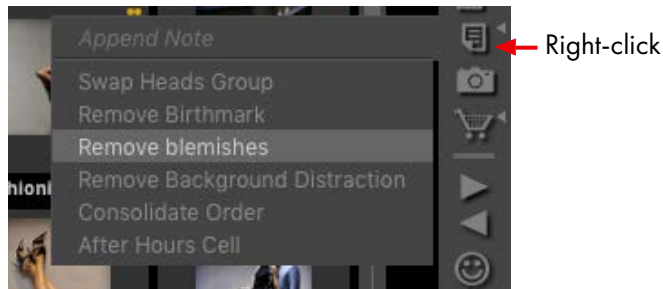 Append Note
Right-click
Swap Heads Group
Remove Birthmark
Remove blemishes
Remove Background Distraction
hioni
Consolidate Order
After Hours Cell